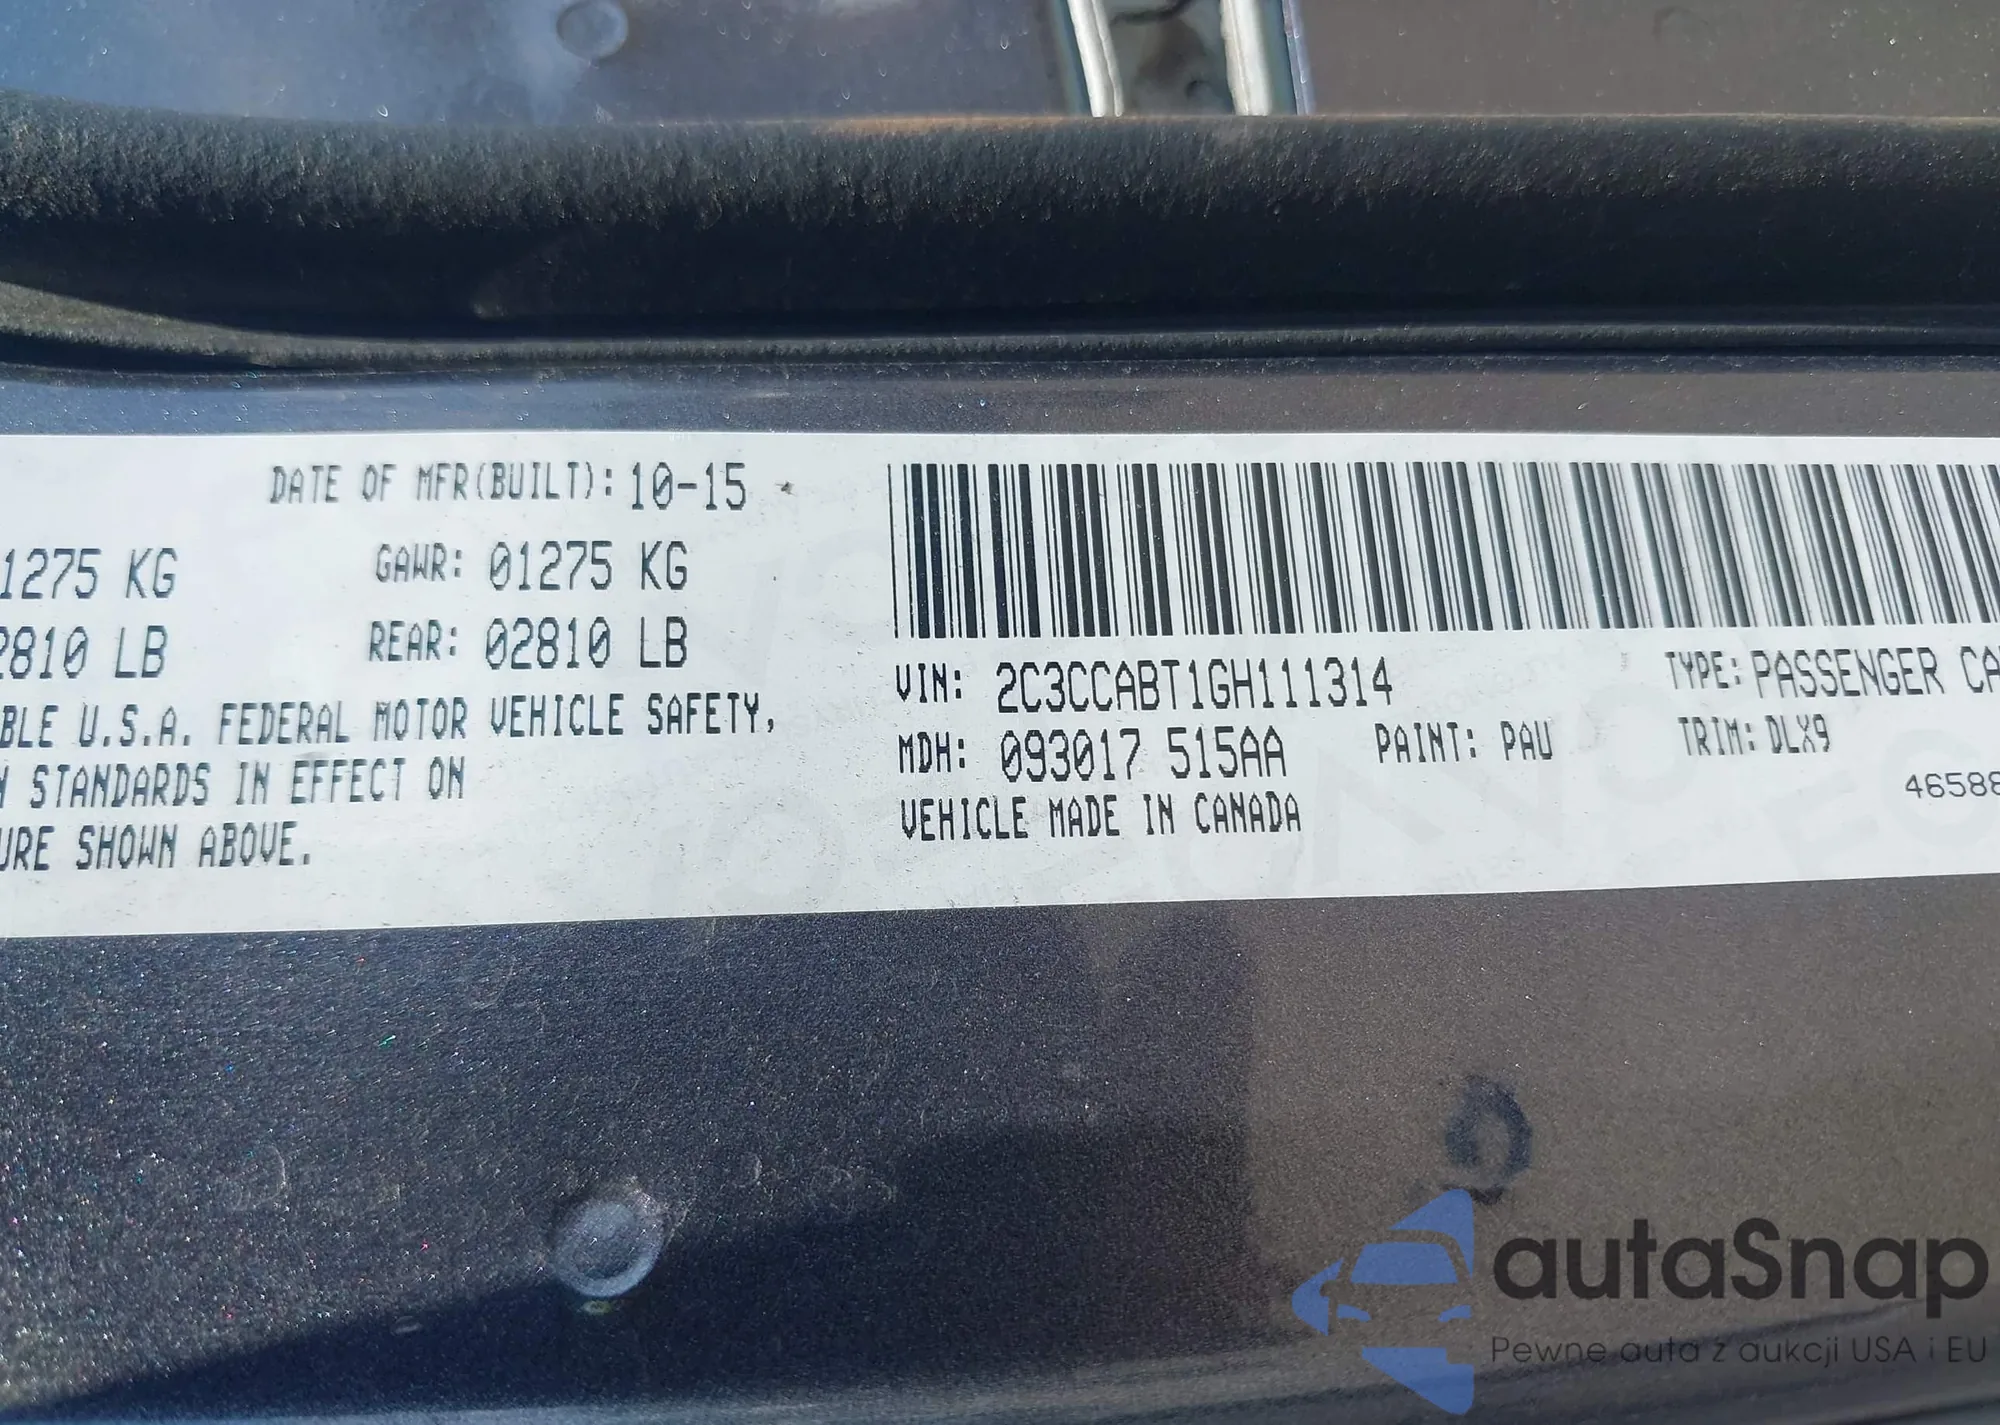 DATE OF MFR(BUILT): 10-15
1275 KG GAWR: 01275 KG
2810 LB REAR: 02810 LB
BLE U.S.A. FEDERAL MOTOR VEHICLE SAFETY,
STANDARDS IN EFFECT ON
URE SHOWN ABOVE.
VIN: 2C3CCABT1GH111314 TYPE: PASSENGER CA
MDH: 093017 515AA PAINT: PAU TRIM: DLX9
46588
VEHICLE MADE IN CANADA
autaSnap
Pewne auta z aukcji USA i EU